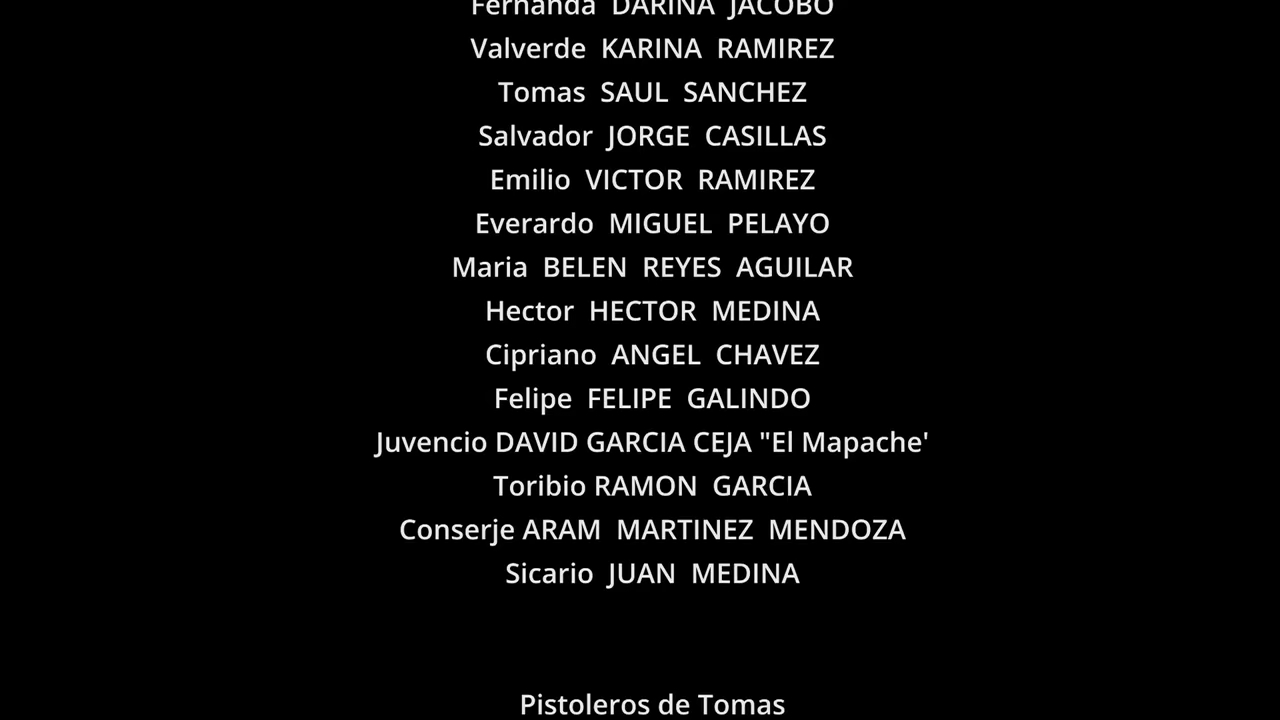 Fernanda DARINA JACOBO
Valverde KARINA RAMIREZ
Tomas SAUL SANCHEZ
Salvador JORGE CASILLAS
Emilio VICTOR RAMIREZ
Everardo MIGUEL PELAYO
Maria BELEN REYES AGUILAR
Hector HECTOR MEDINA
Cipriano ANGEL CHAVEZ
Felipe FELIPE GALINDO
Juvencio DAVID GARCIA CEJA "El Mapache'
Toribio RAMON GARCIA
Conserje ARAM MARTINEZ MENDOZA
Sicario JUAN MEDINA
Pistoleros de Tomas